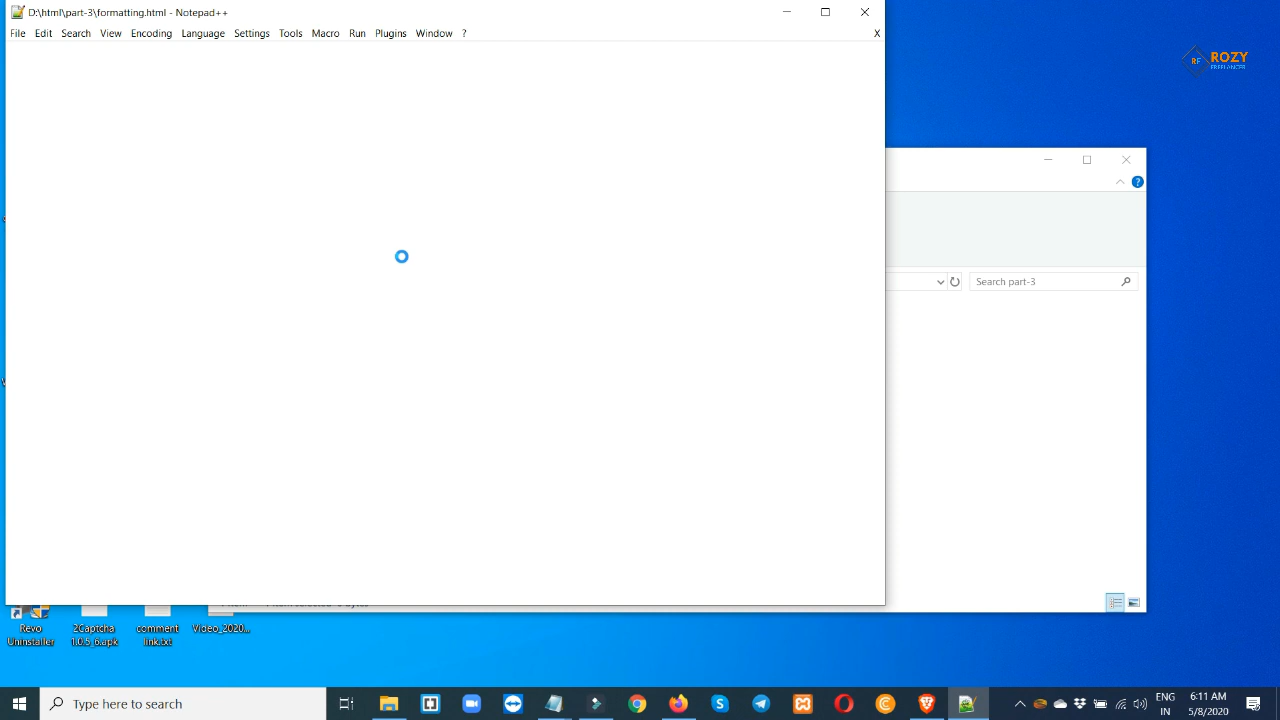 D:\html\part-3\formatting.html - Notepad++
File Edit Search View Encoding Language Settings Tools Macro Run Plugins Window ? X
RF ROZY
FREELANCER
?
Search part-3
Revo
Uninstaller
2Captcha
1.0.5_6.apk
comment
link.txt
Video_2020...
Type here to search
ENG
IN
6:11 AM
5/8/2020